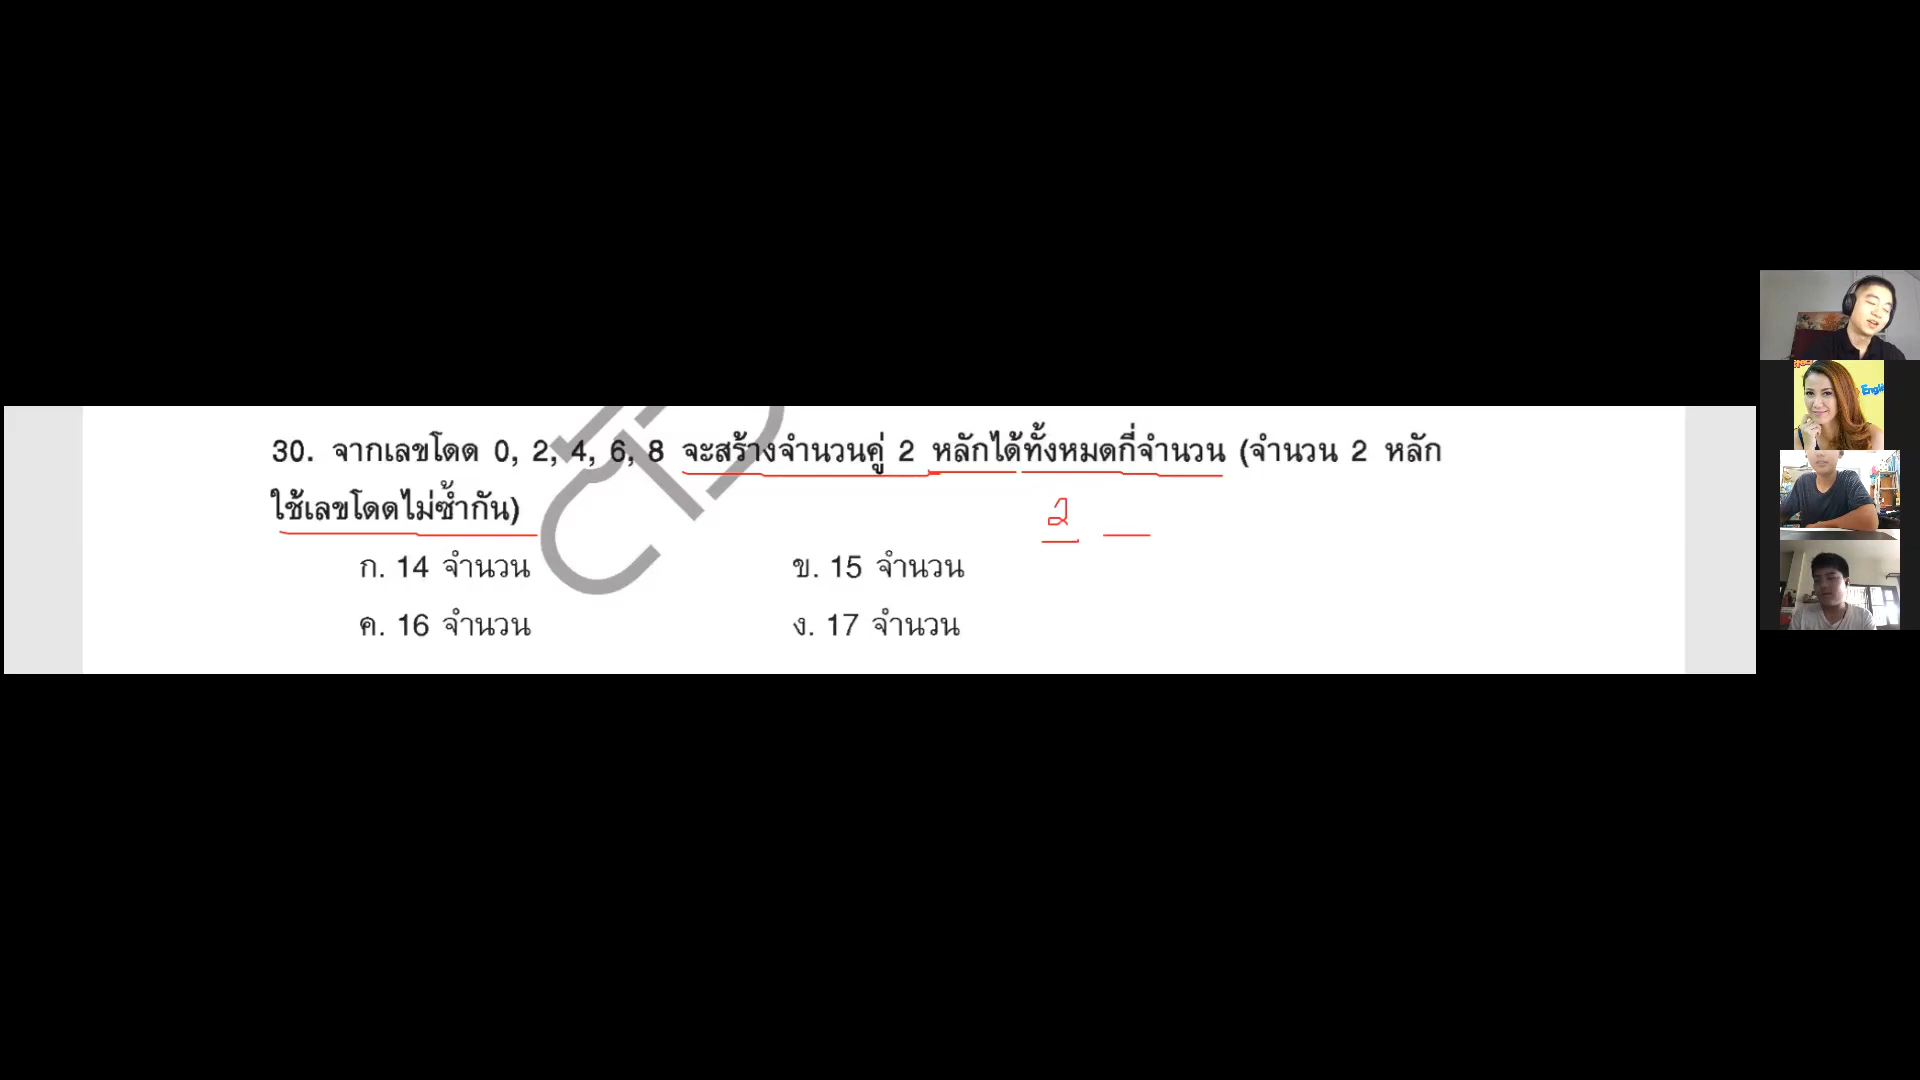 30. จากเลขโดด 0, 2, 4, 6, 8 จะสร้างจำนวนคู่ 2 หลักได้ทั้งหมดกี่จำนวน (จำนวน 2 หลัก
ใช้เลขโดดไม่ซ้ำกัน)
2
ก. 14 จำนวน ข. 15 จำนวน
ค. 16 จำนวน ง. 17 จำนวน
Engli